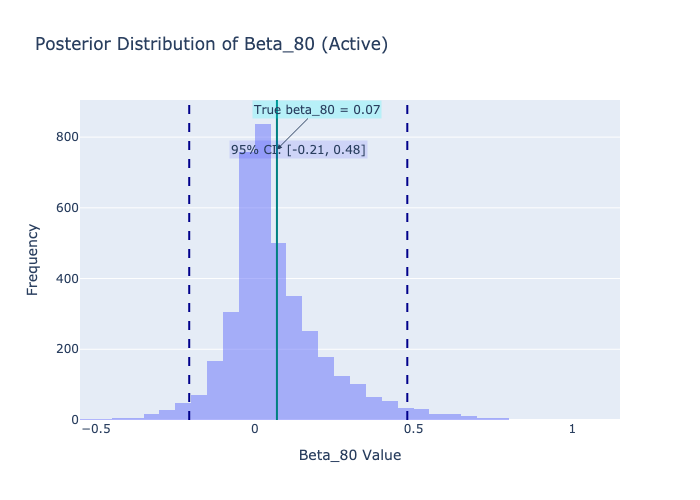 Posterior Distribution of Beta_80 (Active)
True beta_80 = 0.07
95% CI: [-0.21, 0.48]
800
600
400
200
0
Frequency
−0.5
0
0.5
1
Beta_80 Value